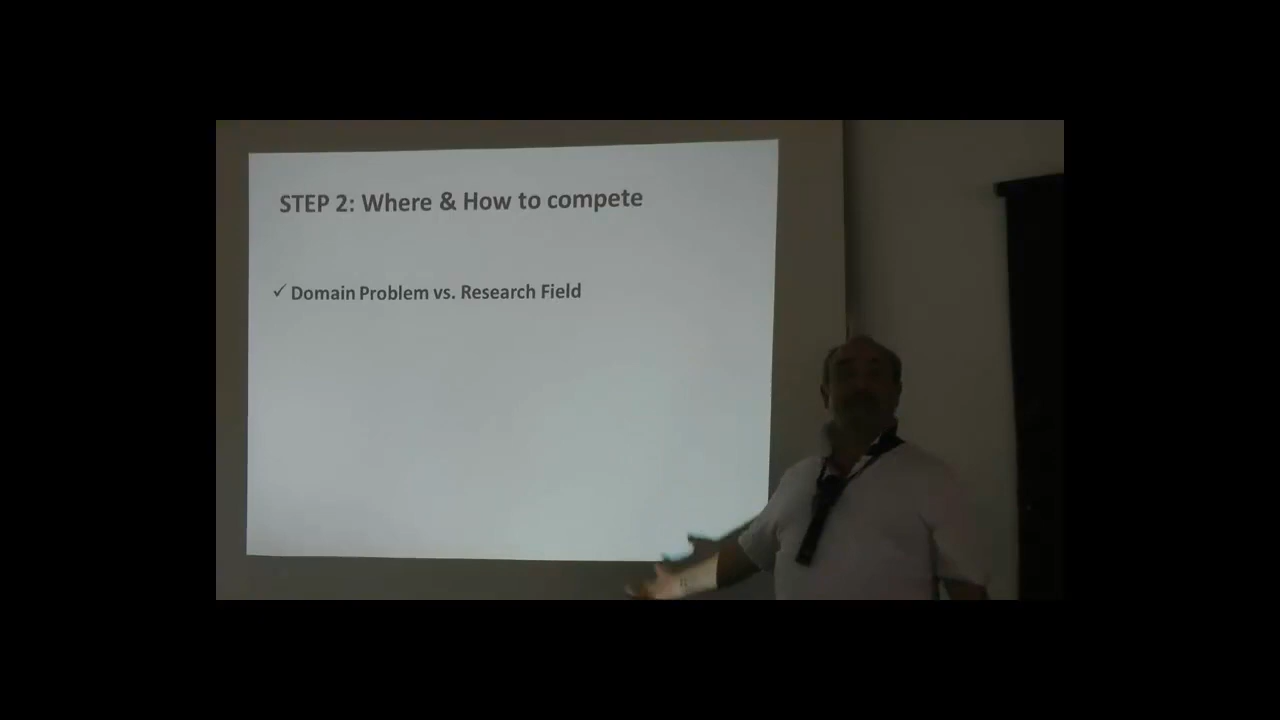 STEP 2: Where & How to compete
✓ Domain Problem vs. Research Field